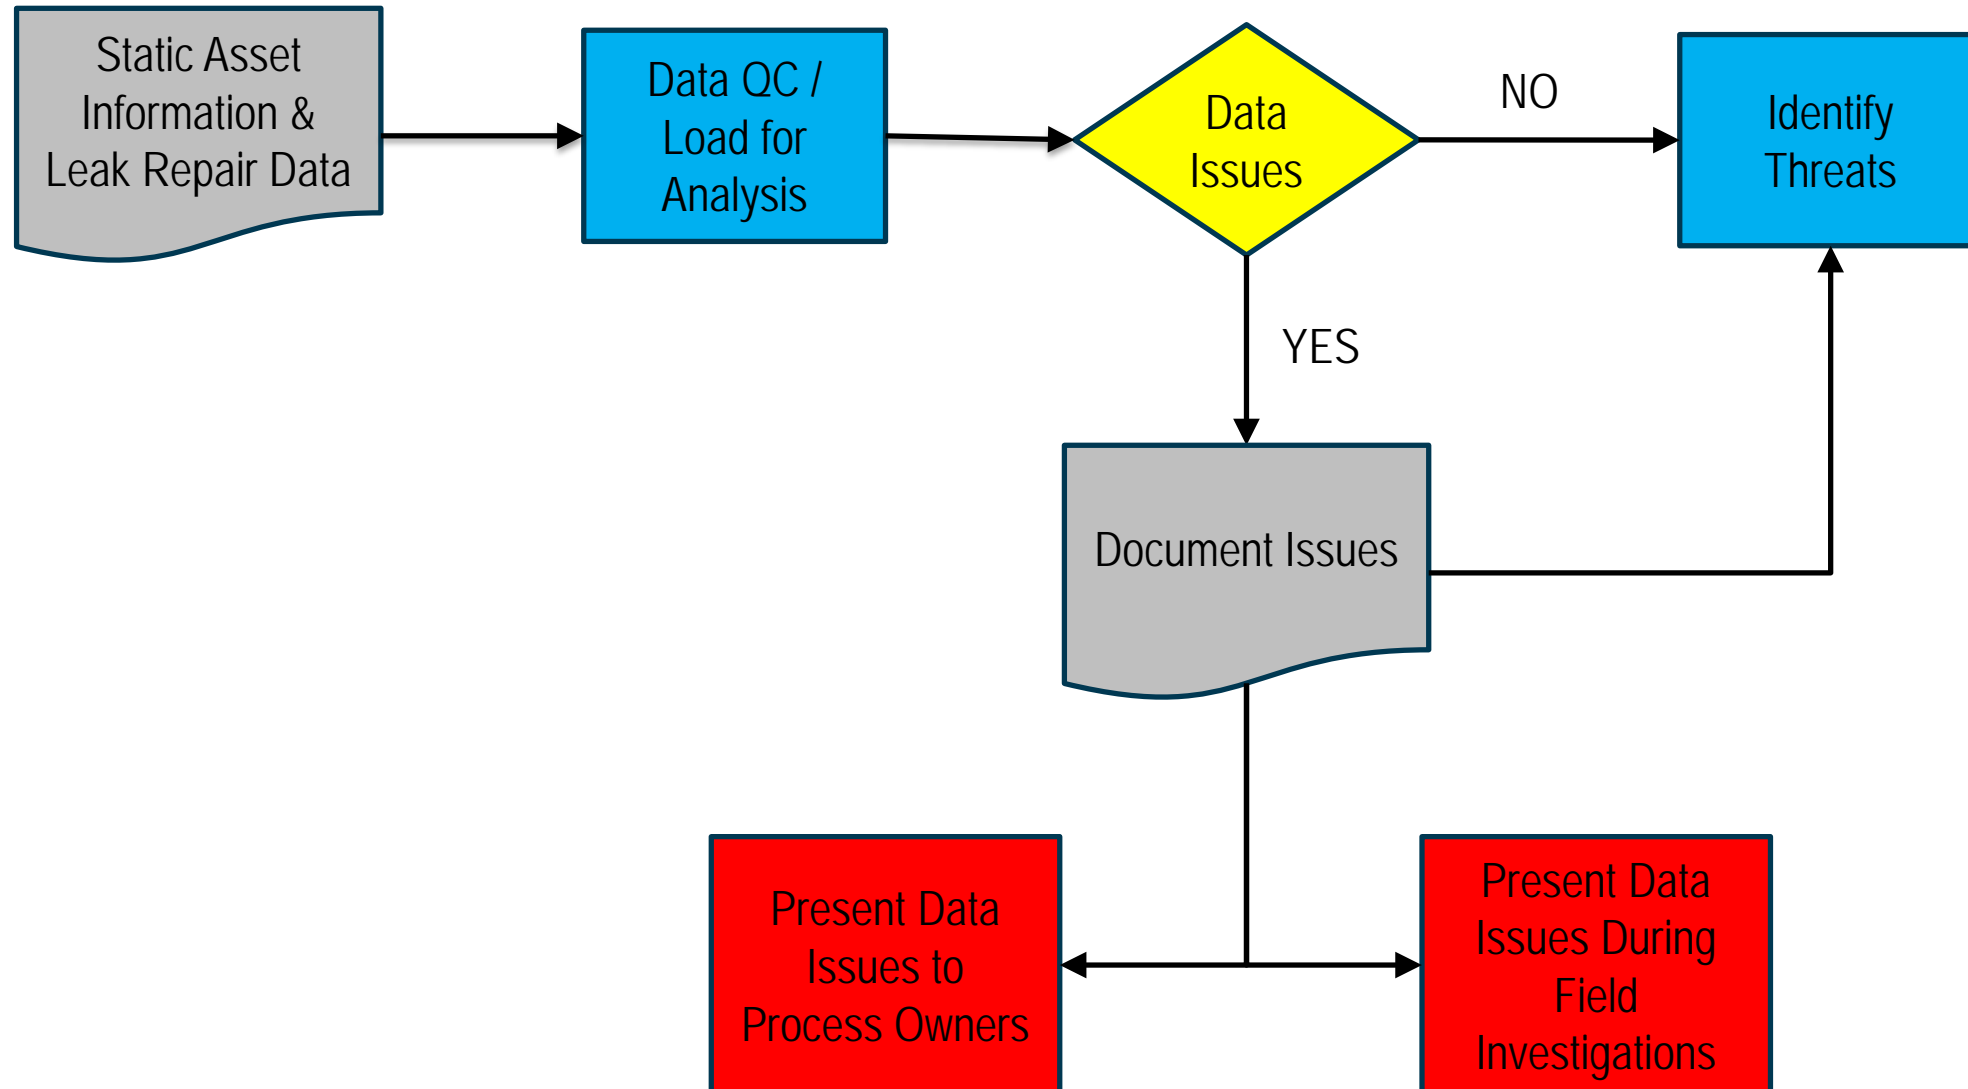 Static Asset
Information &
Leak Repair Data
Data QC /
Load for
Analysis
Data
Issues
NO
Identify
Threats
YES
Document Issues
Present Data
Issues to
Process Owners
Present Data
Issues During
Field
Investigations